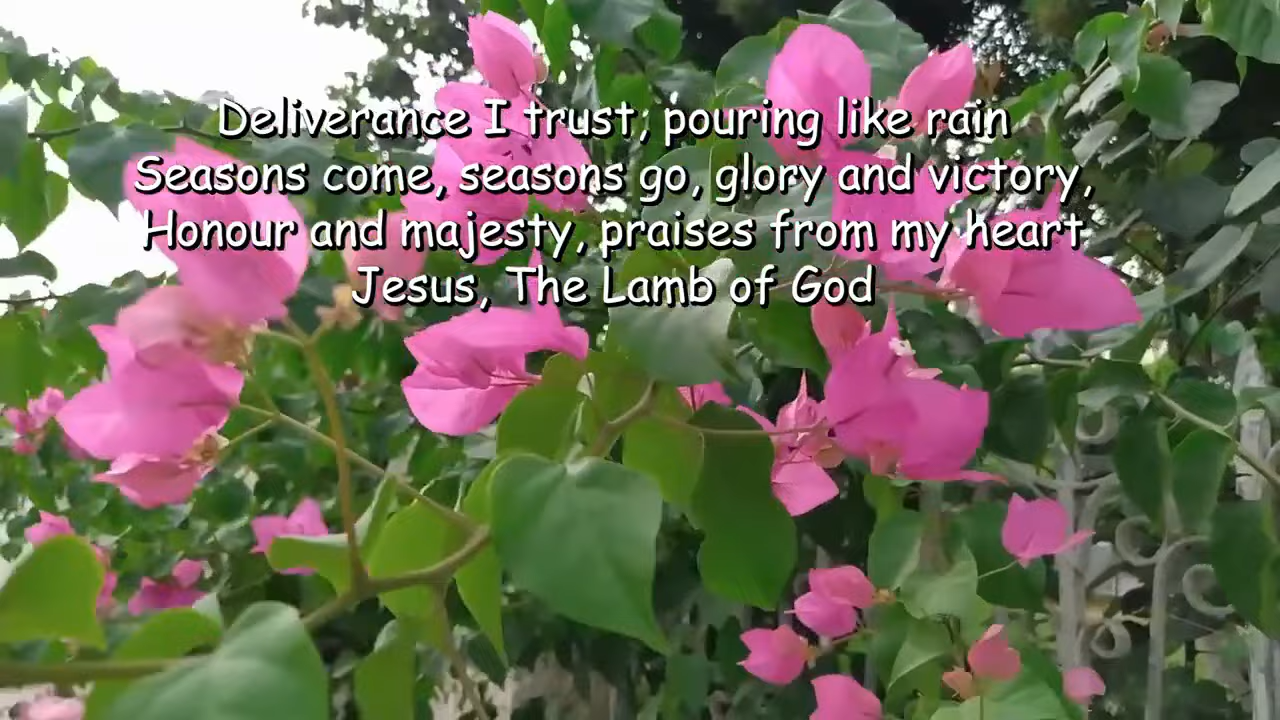 Deliverance I trust; pouring like rain
Seasons come, seasons go, glory and victory,
Honour and majesty, praises from my heart
Jesus, The Lamb of God